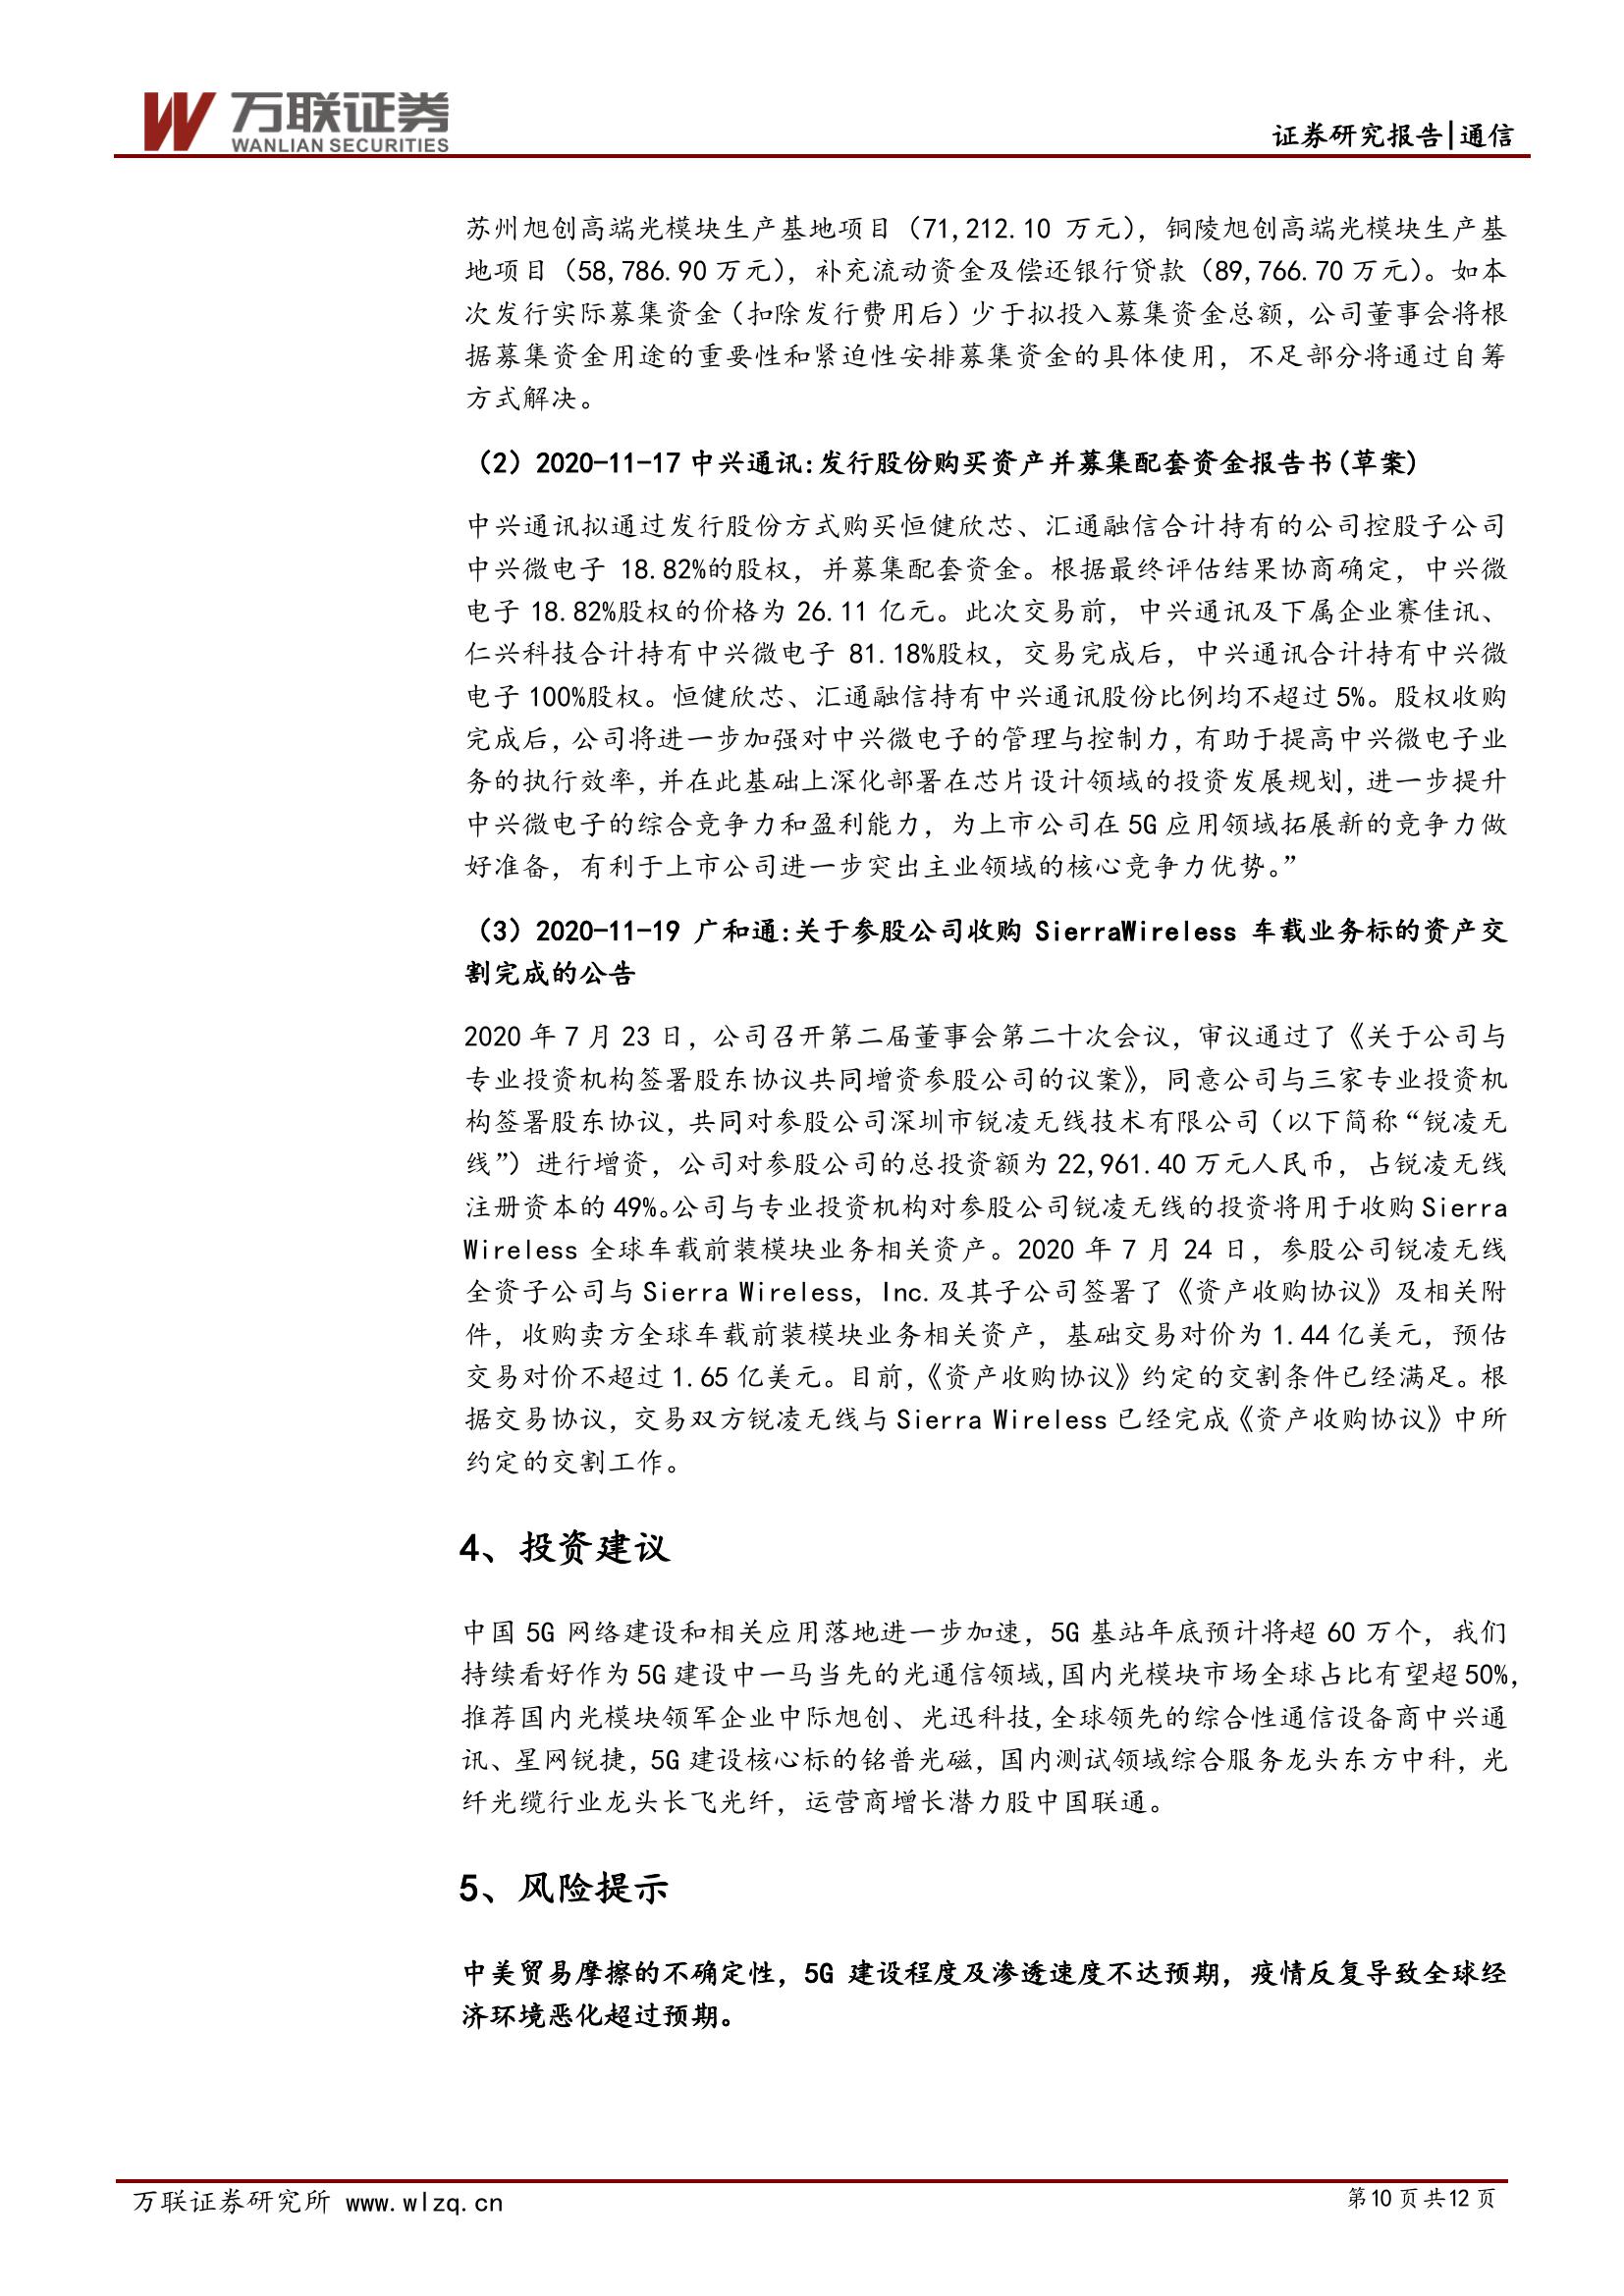 万联证券
WANLIAN SECURITIES
证券研究报告|通信
苏州旭创高端光模块生产基地项目（71,212.10 万元），铜陵旭创高端光模块生产基
地项目（58,786.90 万元），补充流动资金及偿还银行贷款（89,766.70 万元）。如本
次发行实际募集资金（扣除发行费用后）少于拟投入募集资金总额，公司董事会将根
据募集资金用途的重要性和紧迫性安排募集资金的具体使用，不足部分将通过自筹
方式解决。
（2）2020-11-17 中兴通讯:发行股份购买资产并募集配套资金报告书(草案)
中兴通讯拟通过发行股份方式购买恒健欣芯、汇通融信合计持有的公司控股子公司
中兴微电子 18.82%的股权，并募集配套资金。根据最终评估结果协商确定，中兴微
电子 18.82%股权的价格为 26.11 亿元。此次交易前，中兴通讯及下属企业赛佳讯、
仁兴科技合计持有中兴微电子 81.18%股权，交易完成后，中兴通讯合计持有中兴微
电子 100%股权。恒健欣芯、汇通融信持有中兴通讯股份比例均不超过 5%。股权收购
完成后，公司将进一步加强对中兴微电子的管理与控制力，有助于提高中兴微电子业
务的执行效率，并在此基础上深化部署在芯片设计领域的投资发展规划，进一步提升
中兴微电子的综合竞争力和盈利能力，为上市公司在 5G 应用领域拓展新的竞争力做
好准备，有利于上市公司进一步突出主业领域的核心竞争力优势。”
（3）2020-11-19 广和通:关于参股公司收购 SierraWireless 车载业务标的资产交
割完成的公告
2020 年 7 月 23 日，公司召开第二届董事会第二十次会议，审议通过了《关于公司与
专业投资机构签署股东协议共同增资参股公司的议案》，同意公司与三家专业投资机
构签署股东协议，共同对参股公司深圳市锐凌无线技术有限公司（以下简称“锐凌无
线”）进行增资，公司对参股公司的总投资额为 22,961.40 万元人民币，占锐凌无线
注册资本的 49%。公司与专业投资机构对参股公司锐凌无线的投资将用于收购 Sierra
Wireless 全球车载前装模块业务相关资产。2020 年 7 月 24 日，参股公司锐凌无线
全资子公司与 Sierra Wireless, Inc.及其子公司签署了《资产收购协议》及相关附
件，收购卖方全球车载前装模块业务相关资产，基础交易对价为 1.44 亿美元，预估
交易对价不超过 1.65 亿美元。目前，《资产收购协议》约定的交割条件已经满足。根
据交易协议，交易双方锐凌无线与 Sierra Wireless 已经完成《资产收购协议》中所
约定的交割工作。
4、投资建议
中国 5G 网络建设和相关应用落地进一步加速，5G 基站年底预计将超 60 万个，我们
持续看好作为 5G 建设中一马当先的光通信领域，国内光模块市场全球占比有望超 50%，
推荐国内光模块领军企业中际旭创、光迅科技，全球领先的综合性通信设备商中兴通
讯、星网锐捷，5G 建设核心标的铭普光磁，国内测试领域综合服务龙头东方中科，光
纤光缆行业龙头长飞光纤，运营商增长潜力股中国联通。
5、风险提示
中美贸易摩擦的不确定性，5G 建设程度及渗透速度不达预期，疫情反复导致全球经
济环境恶化超过预期。
万联证券研究所 www.wlzq.cn
第10 页 共12 页